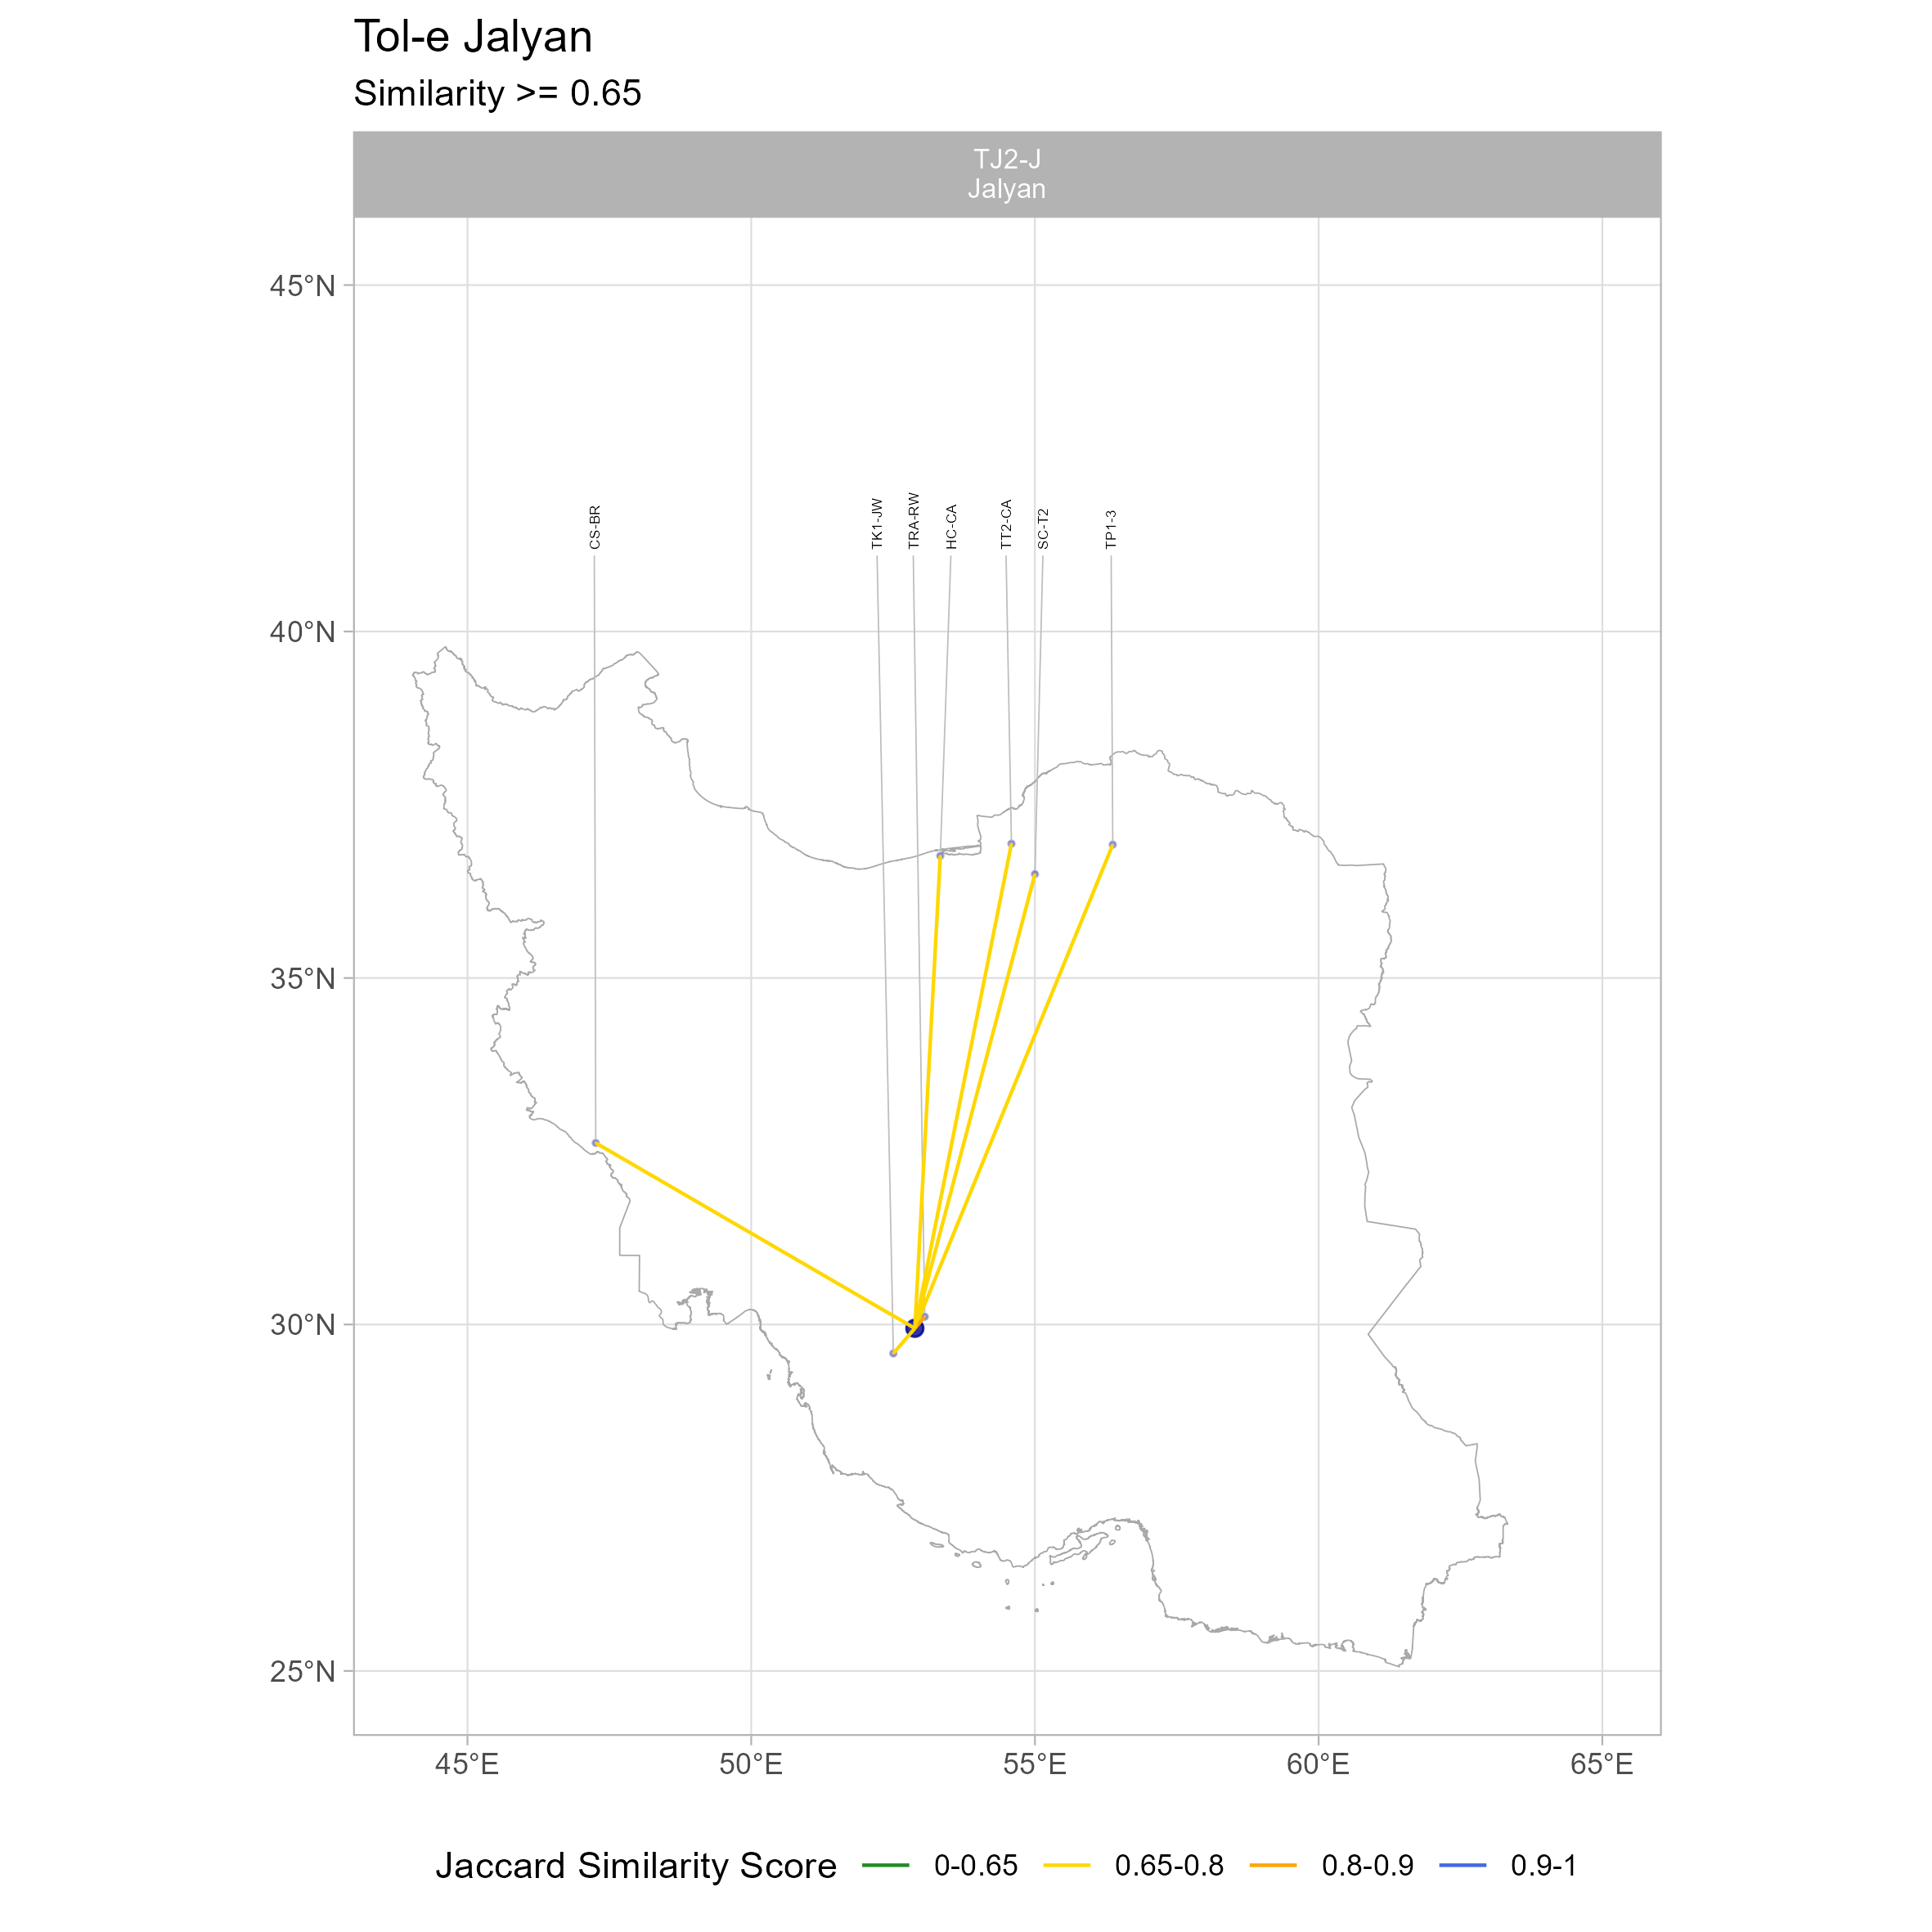 Tol-e Jalyan
Similarity >= 0.65
TJ2-J
Jalyan
45°N
40°N
35°N
30°N
25°N
CS-BR
TK1-JW
TRA-RW
HC-CA
TT2-CA
SC-T2
TP1-3
45°E
50°E
55°E
60°E
65°E
Jaccard Similarity Score 0-0.65 0.65-0.8 0.8-0.9 0.9-1